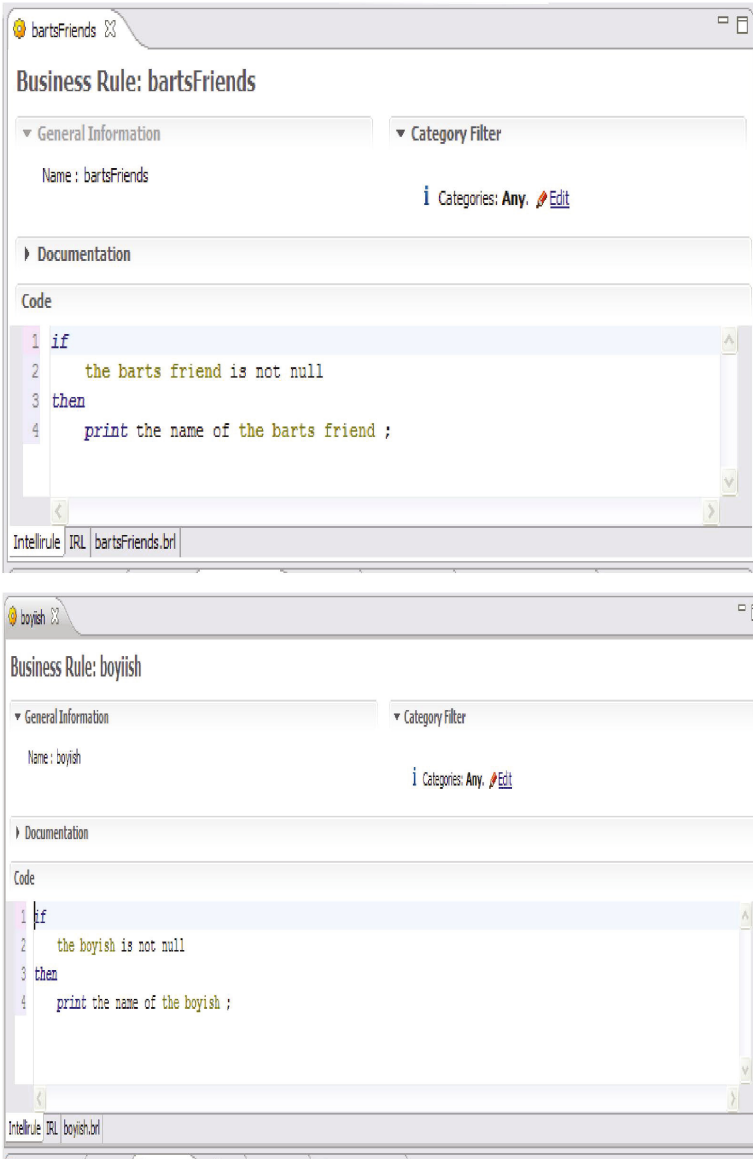 bartsFriends
Business Rule: bartsFriends
General Information
Category Filter
Name : bartsFriends
i Categories: Any. Edit
Documentation
Code
1 if
2 the barts friend is not null
3 then
4 print the name of the barts friend ;
Intellirule IRL bartsFriends.brl
boyiish
Business Rule: boyiish
General Information
Category Filter
Name : boyiish
i Categories: Any. Edit
Documentation
Code
1 if
2 the boyish is not null
3 then
4 print the name of the boyish ;
Intellirule IRL boyiish.brl